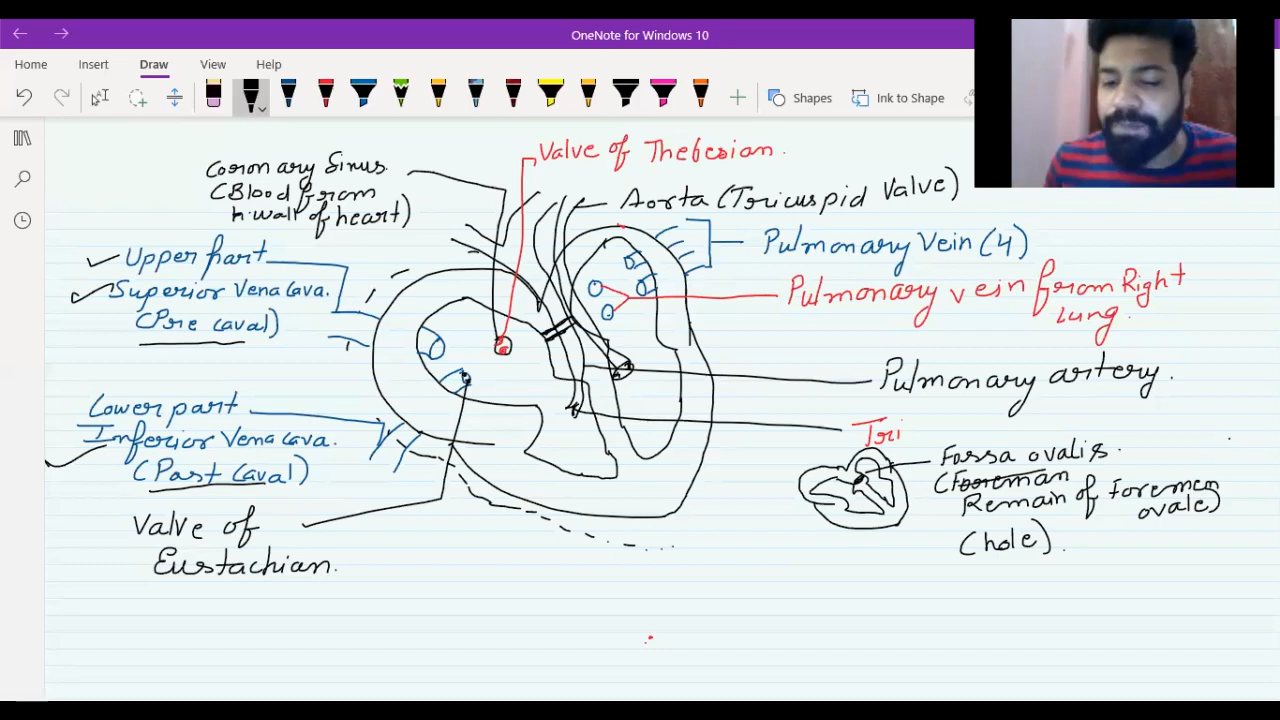 OneNote for Windows 10
Home Insert Draw View Help
Shapes Ink to Shape
Valve of Thebesian.
Coronary Sinus.
(Blood from
h.wall of heart)
Aorta (Tricuspid Valve)
Upper part
Superior Vena Cava.
(Pre caval)
Pulmonary Vein (4)
Pulmonary vein from Right
Lung.
Pulmonary artery.
Lower part
Inferior Vena Cava.
(Past Caval)
Tri
Fossa ovalis.
(Foreman
Remain of Foremen
ovale)
(hole).
Valve of
Eustachian.